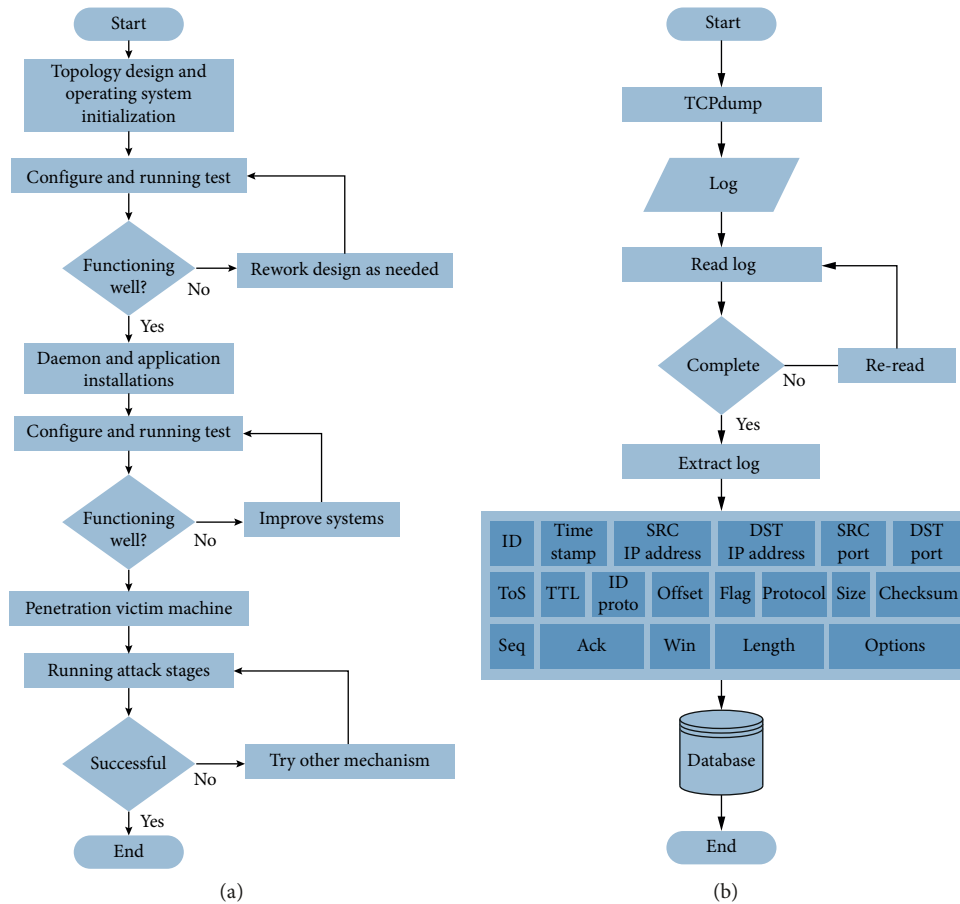 Start
Topology design and
operating system
initialization
Configure and running test
Functioning
well?
No
Rework design as needed
Yes
Daemon and application
installations
Configure and running test
Functioning
well?
No
Improve systems
Penetration victim machine
Running attack stages
Successful
No
Try other mechanism
Yes
End
(a)
Start
TCPdump
Log
Read log
Complete
No
Re-read
Yes
Extract log
ID
Time
stamp
SRC
IP address
DST
IP address
SRC
port
DST
port
ToS
TTL
ID
proto
Offset
Flag
Protocol
Size
Checksum
Seq
Ack
Win
Length
Options
Database
End
(b)